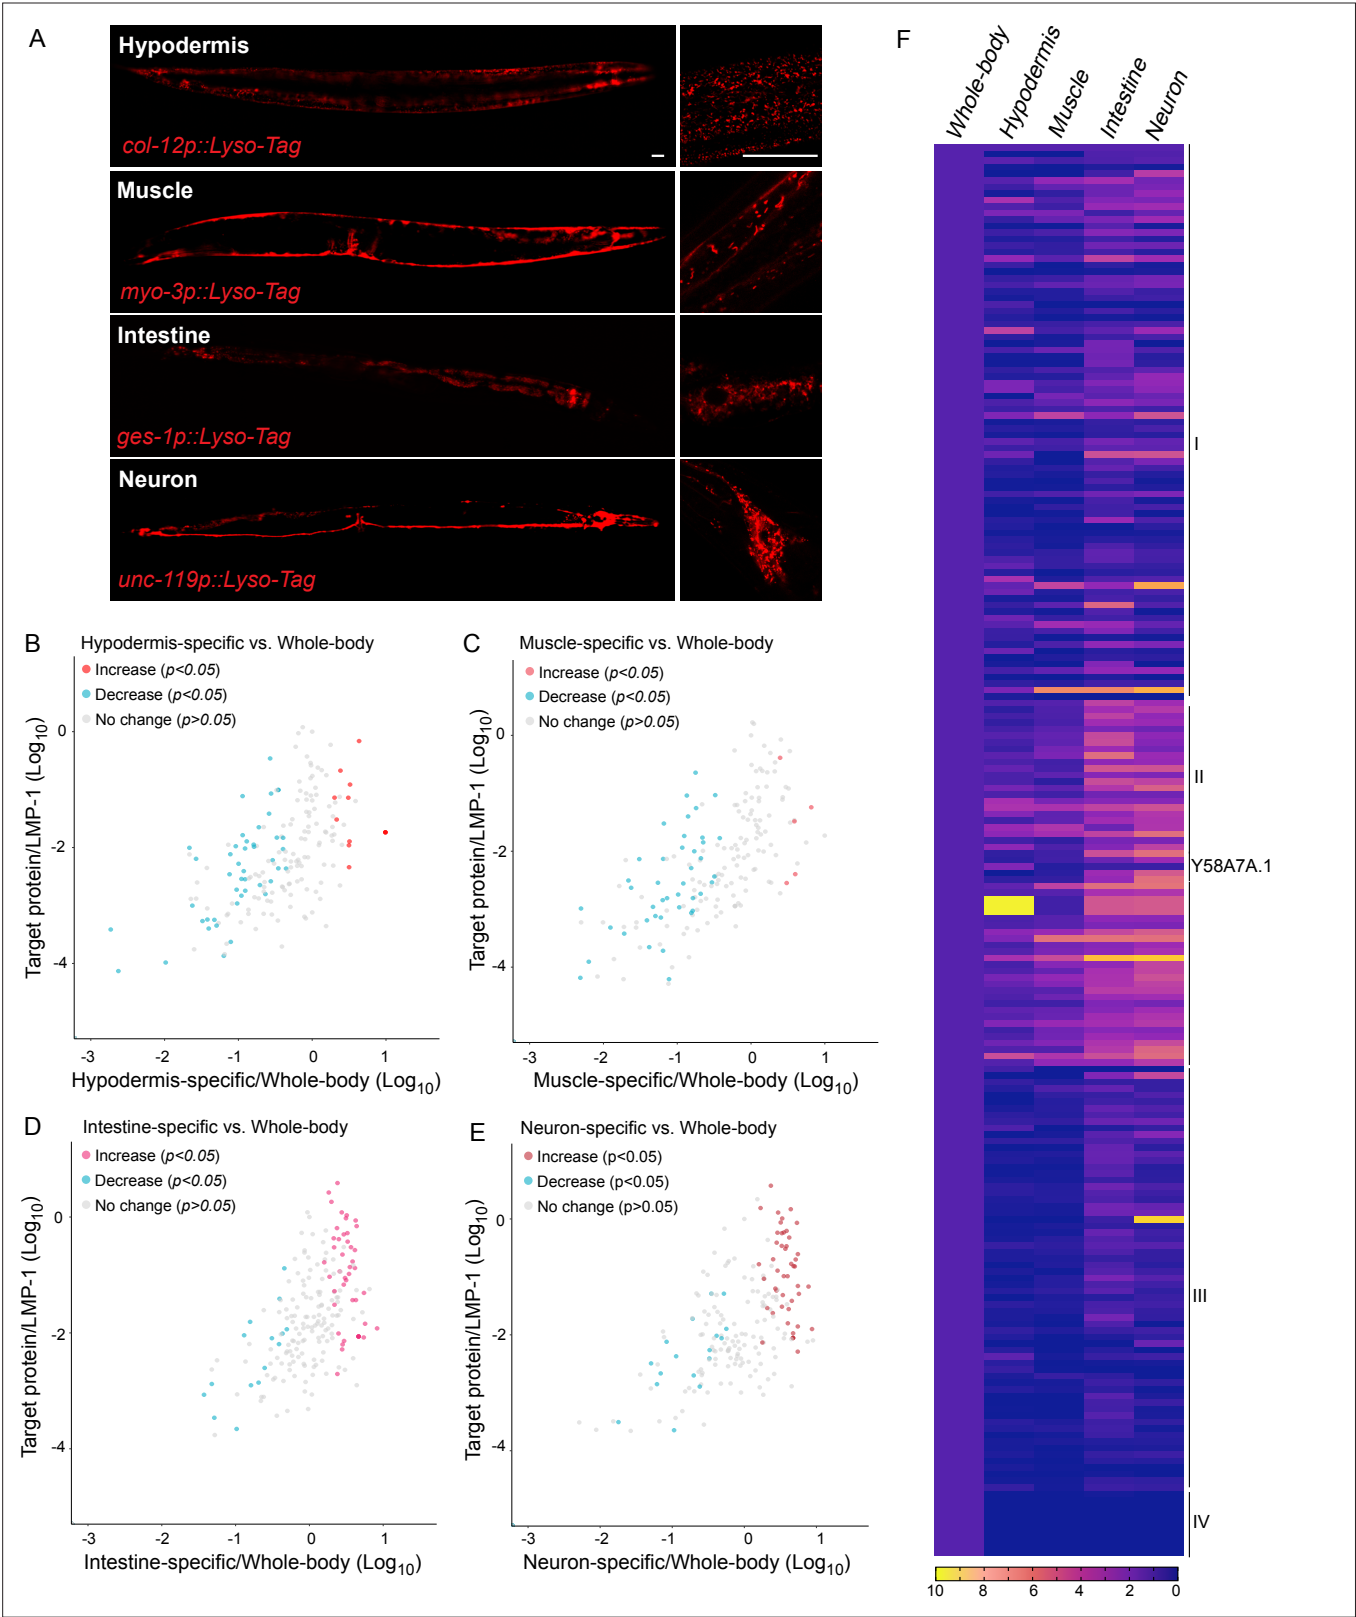 A
Hypodermis
col-12p::Lyso-Tag
Muscle
myo-3p::Lyso-Tag
Intestine
ges-1p::Lyso-Tag
Neuron
unc-119p::Lyso-Tag
B
Hypodermis-specific vs. Whole-body
Increase (p<0.05)
Decrease (p<0.05)
No change (p>0.05)
Target protein/LMP-1 (Log10)
0
-2
-4
-3 -2 -1 0 1
Hypodermis-specific/Whole-body (Log10)
C
Muscle-specific vs. Whole-body
Increase (p<0.05)
Decrease (p<0.05)
No change (p>0.05)
Target protein/LMP-1 (Log10)
0
-2
-4
-3 -2 -1 0 1
Muscle-specific/Whole-body (Log10)
D
Intestine-specific vs. Whole-body
Increase (p<0.05)
Decrease (p<0.05)
No change (p>0.05)
Target protein/LMP-1 (Log10)
0
-2
-4
-3 -2 -1 0 1
Intestine-specific/Whole-body (Log10)
E
Neuron-specific vs. Whole-body
Increase (p<0.05)
Decrease (p<0.05)
No change (p>0.05)
Target protein/LMP-1 (Log10)
0
-2
-4
-3 -2 -1 0 1
Neuron-specific/Whole-body (Log10)
F
Whole-body
Hypodermis
Muscle
Intestine
Neuron
I
II
Y58A7A.1
III
IV
10 8 6 4 2 0